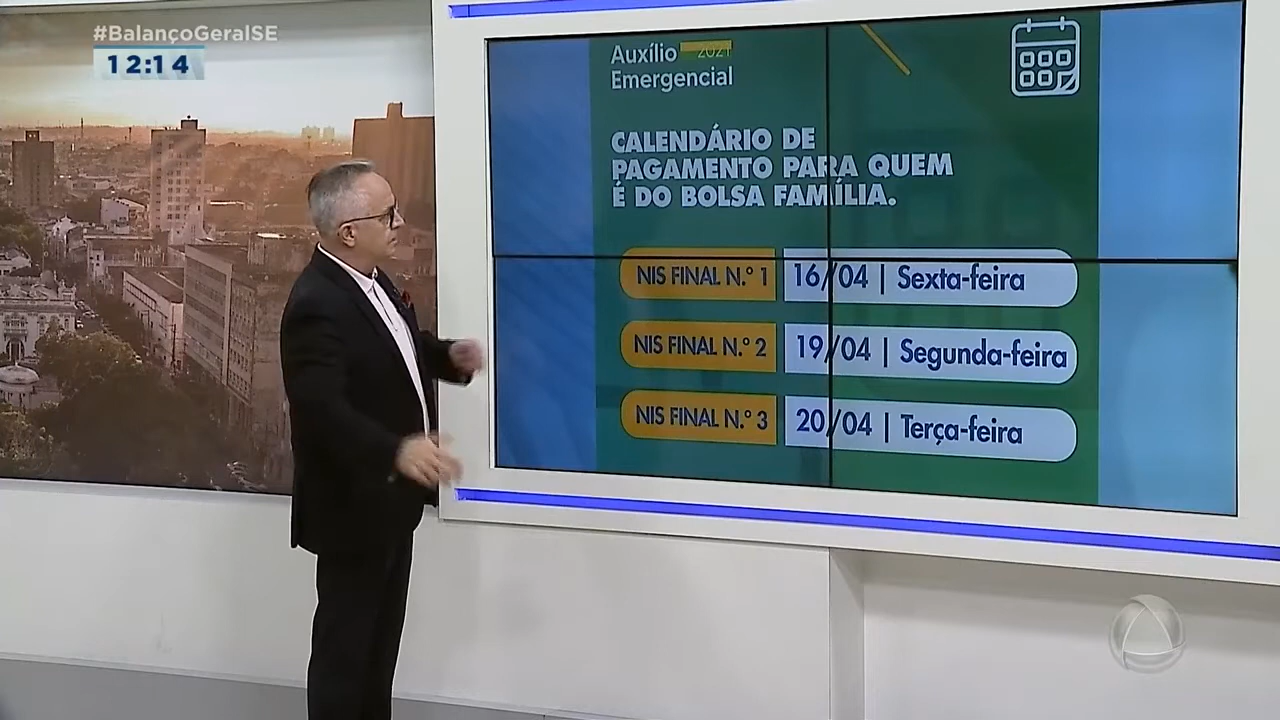 #BalançoGeralSE
12:14
Auxílio 2021
Emergencial
CALENDÁRIO DE
PAGAMENTO PARA QUEM
É DO BOLSA FAMÍLIA.
NIS FINAL N.º 1 16/04 | Sexta-feira
NIS FINAL N.º 2 19/04 | Segunda-feira
NIS FINAL N.º 3 20/04 | Terça-feira